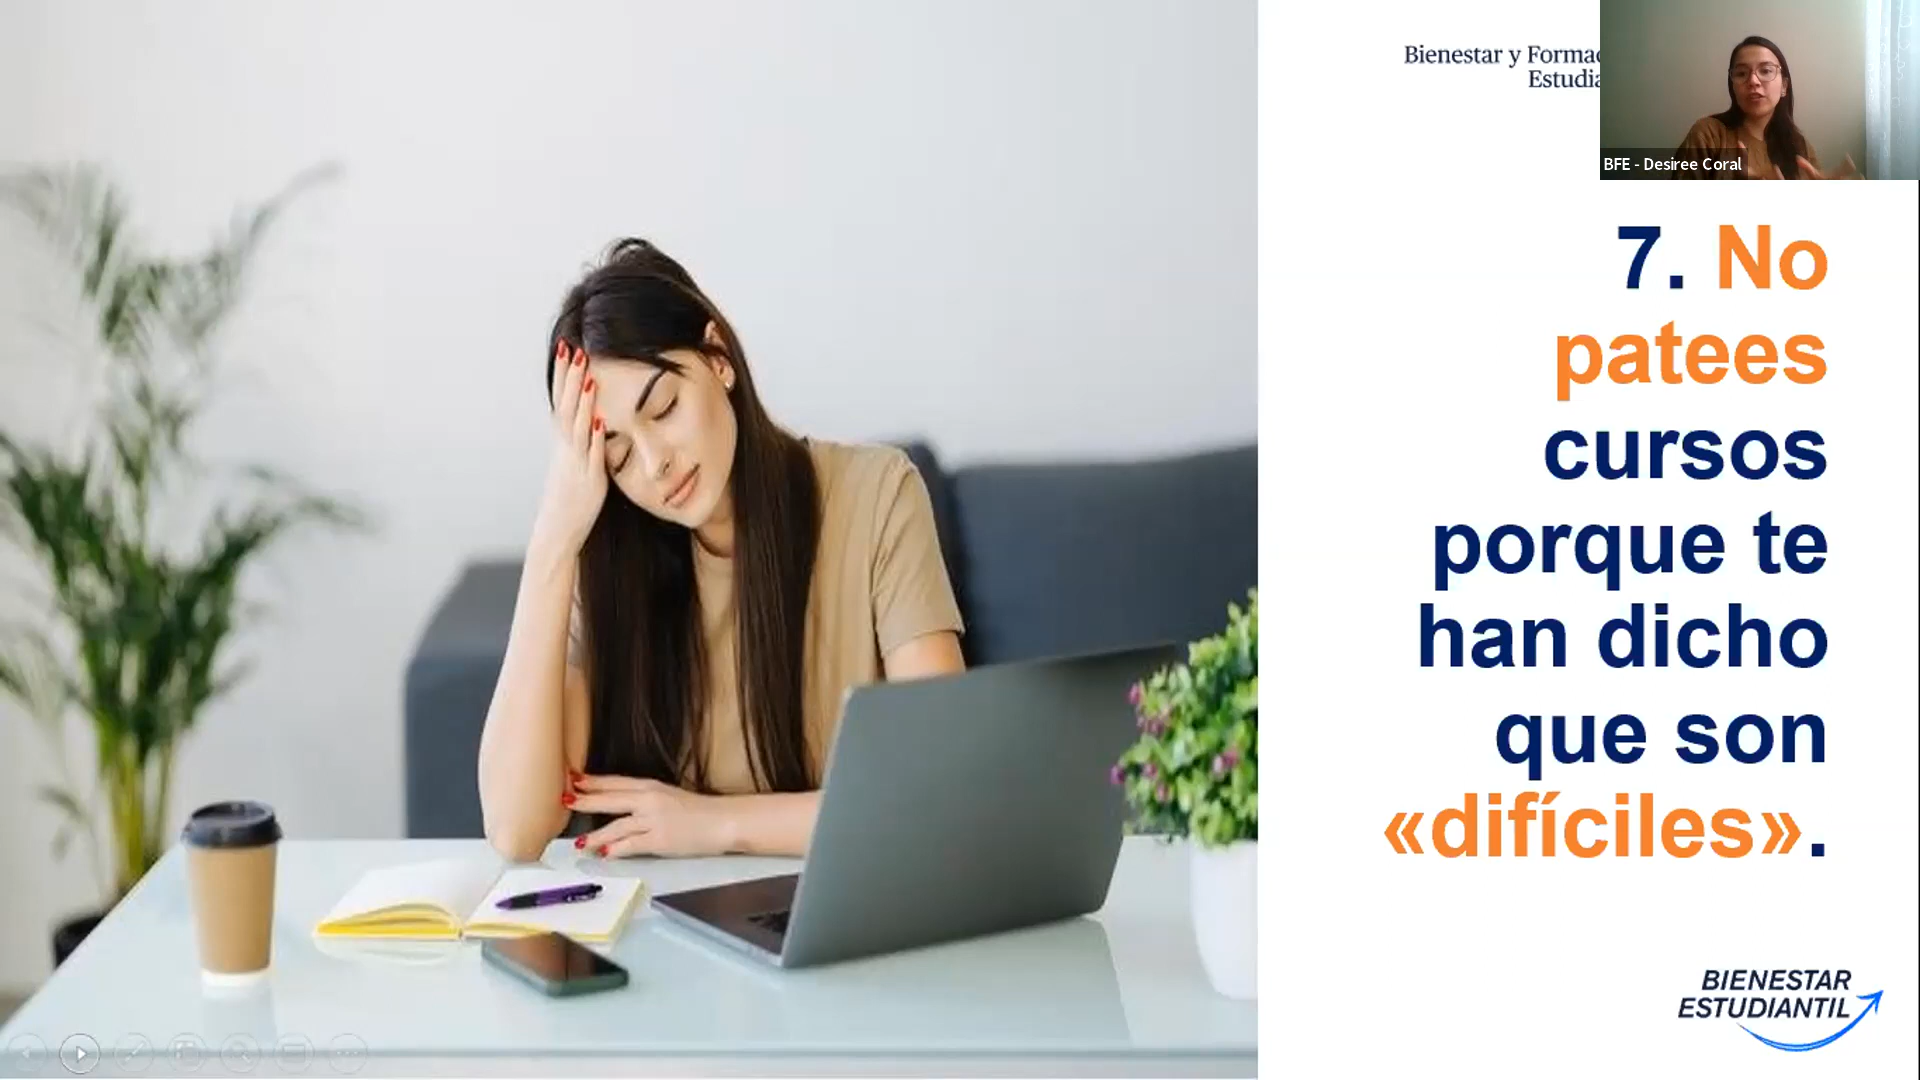 Bienestar y Formac
Estudia
BFE - Desiree Coral
7. No
patees
cursos
porque te
han dicho
que son
«difíciles».
BIENESTAR
ESTUDIANTIL